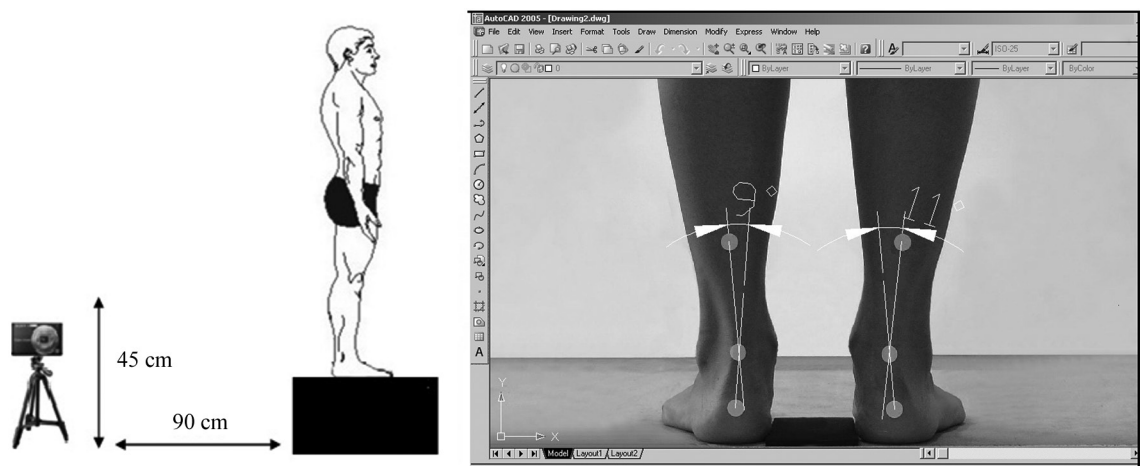 45 cm
90 cm
AutoCAD 2005 - [Drawing2.dwg]
File Edit View Insert Format Tools Draw Dimension Modify Express Window Help
ISO-25
0 ByLayer ByLayer ByLayer ByColor
9°
11°
Y
X
A
Model Layout1 Layout2